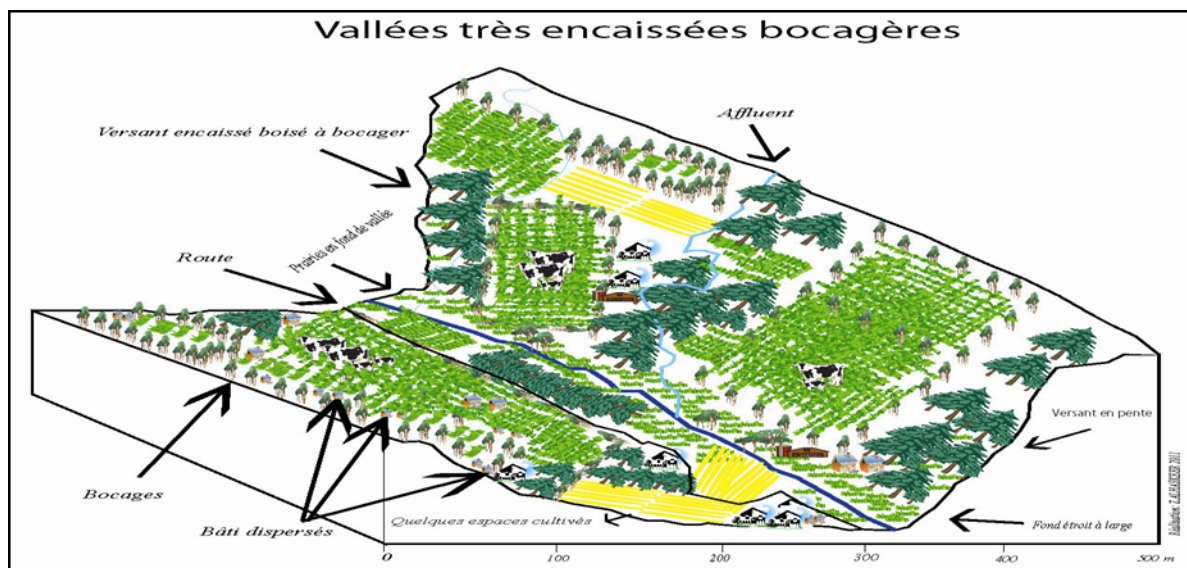 Vallées très encaissées bocagères
Affluent
Versant encaissé boisé à bocager
Prairies en fond de vallée
Route
Versant en pente
Bocages
Bâti dispersés
Quelques espaces cultivés
Fond étroit à large
0 100 200 300 400 500 m